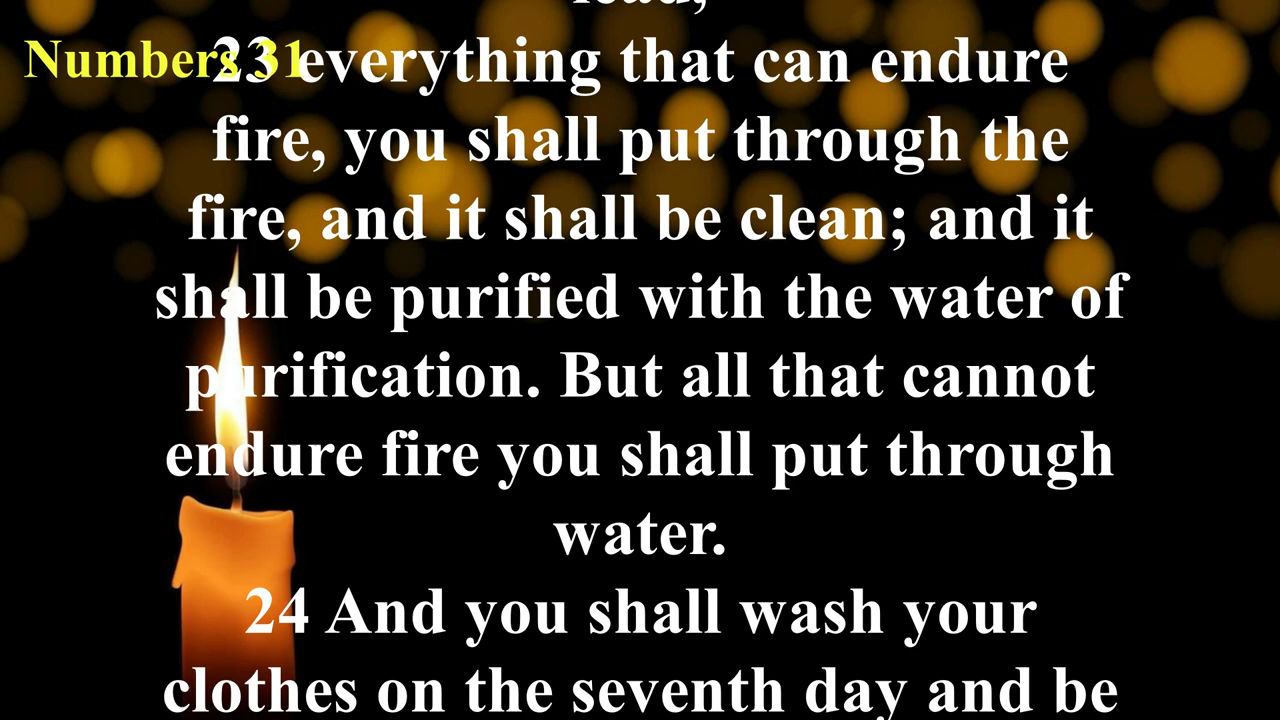 lead,
Numbers 31
23 everything that can endure
fire, you shall put through the
fire, and it shall be clean; and it
shall be purified with the water of
purification. But all that cannot
endure fire you shall put through
water.
24 And you shall wash your
clothes on the seventh day and be